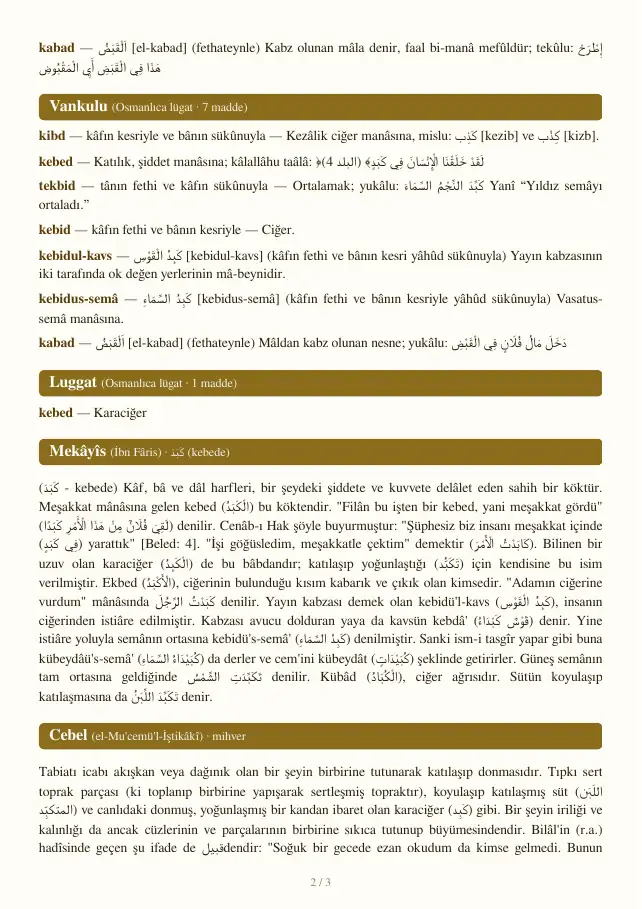 kabad — اَلْقَبَضُ [el-kabad] (fethateynle) Kabz olunan mâla denir, faal bi-manâ mefûldür; tekûlu: إِطْرَحْ
هَذَا فِي الْقَبَضِ أَيِ الْمَقْبُوضِ
Vankulu (Osmanlıca lügat · 7 madde)
kibd — kâfın kesriyle ve bânın sükûnuyla — Kezâlik ciğer manâsına, mislu: كَذِب [kezib] ve كِذْب [kizb].
kebed — Katılık, şiddet manâsına; kâlallâhu taâlâ: ﴿لَقَدْ خَلَقْنَا الْإِنْسَانَ فِي كَبَدٍ﴾ (البلد 4)
tekbid — tânın fethi ve kâfın sükûnuyla — Ortalamak; yukâlu: كَبَّدَ النَّجْمُ السَّمَاءَ Yanî “Yıldız semâyı
ortaladı.”
kebid — kâfın fethi ve bânın kesriyle — Ciğer.
kebidul-kavs — كَبِدُ الْقَوْسِ [kebidul-kavs] (kâfın fethi ve bânın kesri yâhûd sükûnuyla) Yayın kabzasının
iki tarafında ok değen yerlerinin mâ-beynidir.
kebidus-semâ — كَبِدُ السَّمَاءِ [kebidus-semâ] (kâfın fethi ve bânın kesriyle yâhûd sükûnuyla) Vasatus-
semâ manâsına.
kabad — اَلْقَبَضُ [el-kabad] (fethateynle) Mâldan kabz olunan nesne; yukâlu: دَخَلَ مَالُ فُلَانٍ فِي الْقَبَضِ
Luggat (Osmanlıca lügat · 1 madde)
kebed — Karaciğer
Mekâyîs (İbn Fâris) · كَبَدَ (kebede)
(كَبَدَ - kebede) Kâf, bâ ve dâl harfleri, bir şeydeki şiddete ve kuvvete delâlet eden sahih bir köktür.
Meşakkat mânâsına gelen kebed (الْكَبَدُ) bu köktendir. "Filân bu işten bir kebed, yani meşakkat gördü"
(لَقِيَ فُلَانٌ مِنْ هَذَا الْأَمْرِ كَبَدًا) denilir. Cenâb-ı Hak şöyle buyurmuştur: "Şüphesiz biz insanı meşakkat içinde
(فِي كَبَدٍ) yarattık" [Beled: 4]. "İşi göğüsledim, meşakkatle çektim" demektir (كَابَدْتُ الْأَمْرَ). Bilinen bir
uzuv olan karaciğer (الْكَبِدُ) de bu bâbdandır; katılaşıp yoğunlaştığı (تَكَبُّد) için kendisine bu isim
verilmiştir. Ekbed (الْأَكْبَدُ), ciğerinin bulunduğu kısım kabarık ve çıkık olan kimsedir. "Adamın ciğerine
vurdum" mânâsında كَبَدْتُ الرَّجُلَ denilir. Yayın kabzası demek olan kebidü'l-kavs (كَبِدُ الْقَوْسِ), insanın
ciğerinden istiâre edilmiştir. Kabzası avucu dolduran yaya da kavsün kebdâ' (قَوْسٌ كَبْدَاءُ) denir. Yine
istiâre yoluyla semânın ortasına kebidü's-semâ' (كَبِدُ السَّمَاءِ) denilmiştir. Sanki ism-i tasgîr yapar gibi buna
kübeydâü's-semâ' (كُبَيْدَاءُ السَّمَاءِ) da derler ve cem'ini kübeydât (كُبَيْدَاتٍ) şeklinde getirirler. Güneş semânın
tam ortasına geldiğinde تَكَبَّدَتِ الشَّمْسُ denilir. Kübâd (الْكُبَادُ), ciğer ağrısıdır. Sütün koyulaşıp
katılaşmasına da تَكَبَّدَ اللَّبَنُ denir.
Cebel (el-Mu'cemü'l-İştikâkî) · mihver
Tabiatı icabı akışkan veya dağınık olan bir şeyin birbirine tutunarak katılaşıp donmasıdır. Tıpkı sert
toprak parçası (ki toplanıp birbirine yapışarak sertleşmiş topraktır), koyulaşıp katılaşmış süt (اللَّبَن
المتكبِّد) ve canlıdaki donmuş, yoğunlaşmış bir kandan ibaret olan karaciğer (كَبِد) gibi. Bir şeyin iriliği ve
kalınlığı da ancak cüzlerinin ve parçalarının birbirine sıkıca tutunup büyümesindendir. Bilâl'in (r.a.)
hadîsinde geçen şu ifade de قبيلdendir: "Soğuk bir gecede ezan okudum da kimse gelmedi. Bunun
2 / 3